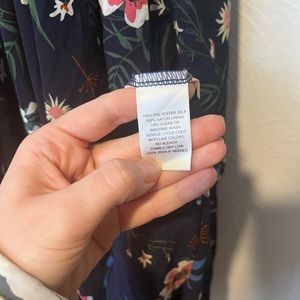 100% POLYESTER SELF
100% RAYON LINING
DRY CLEAN OR
MACHINE WASH
GENTLE CYCLE COLD
WITH LIKE COLORS
NO BLEACH
TUMBLE DRY LOW
COOL IRON IF NEEDED